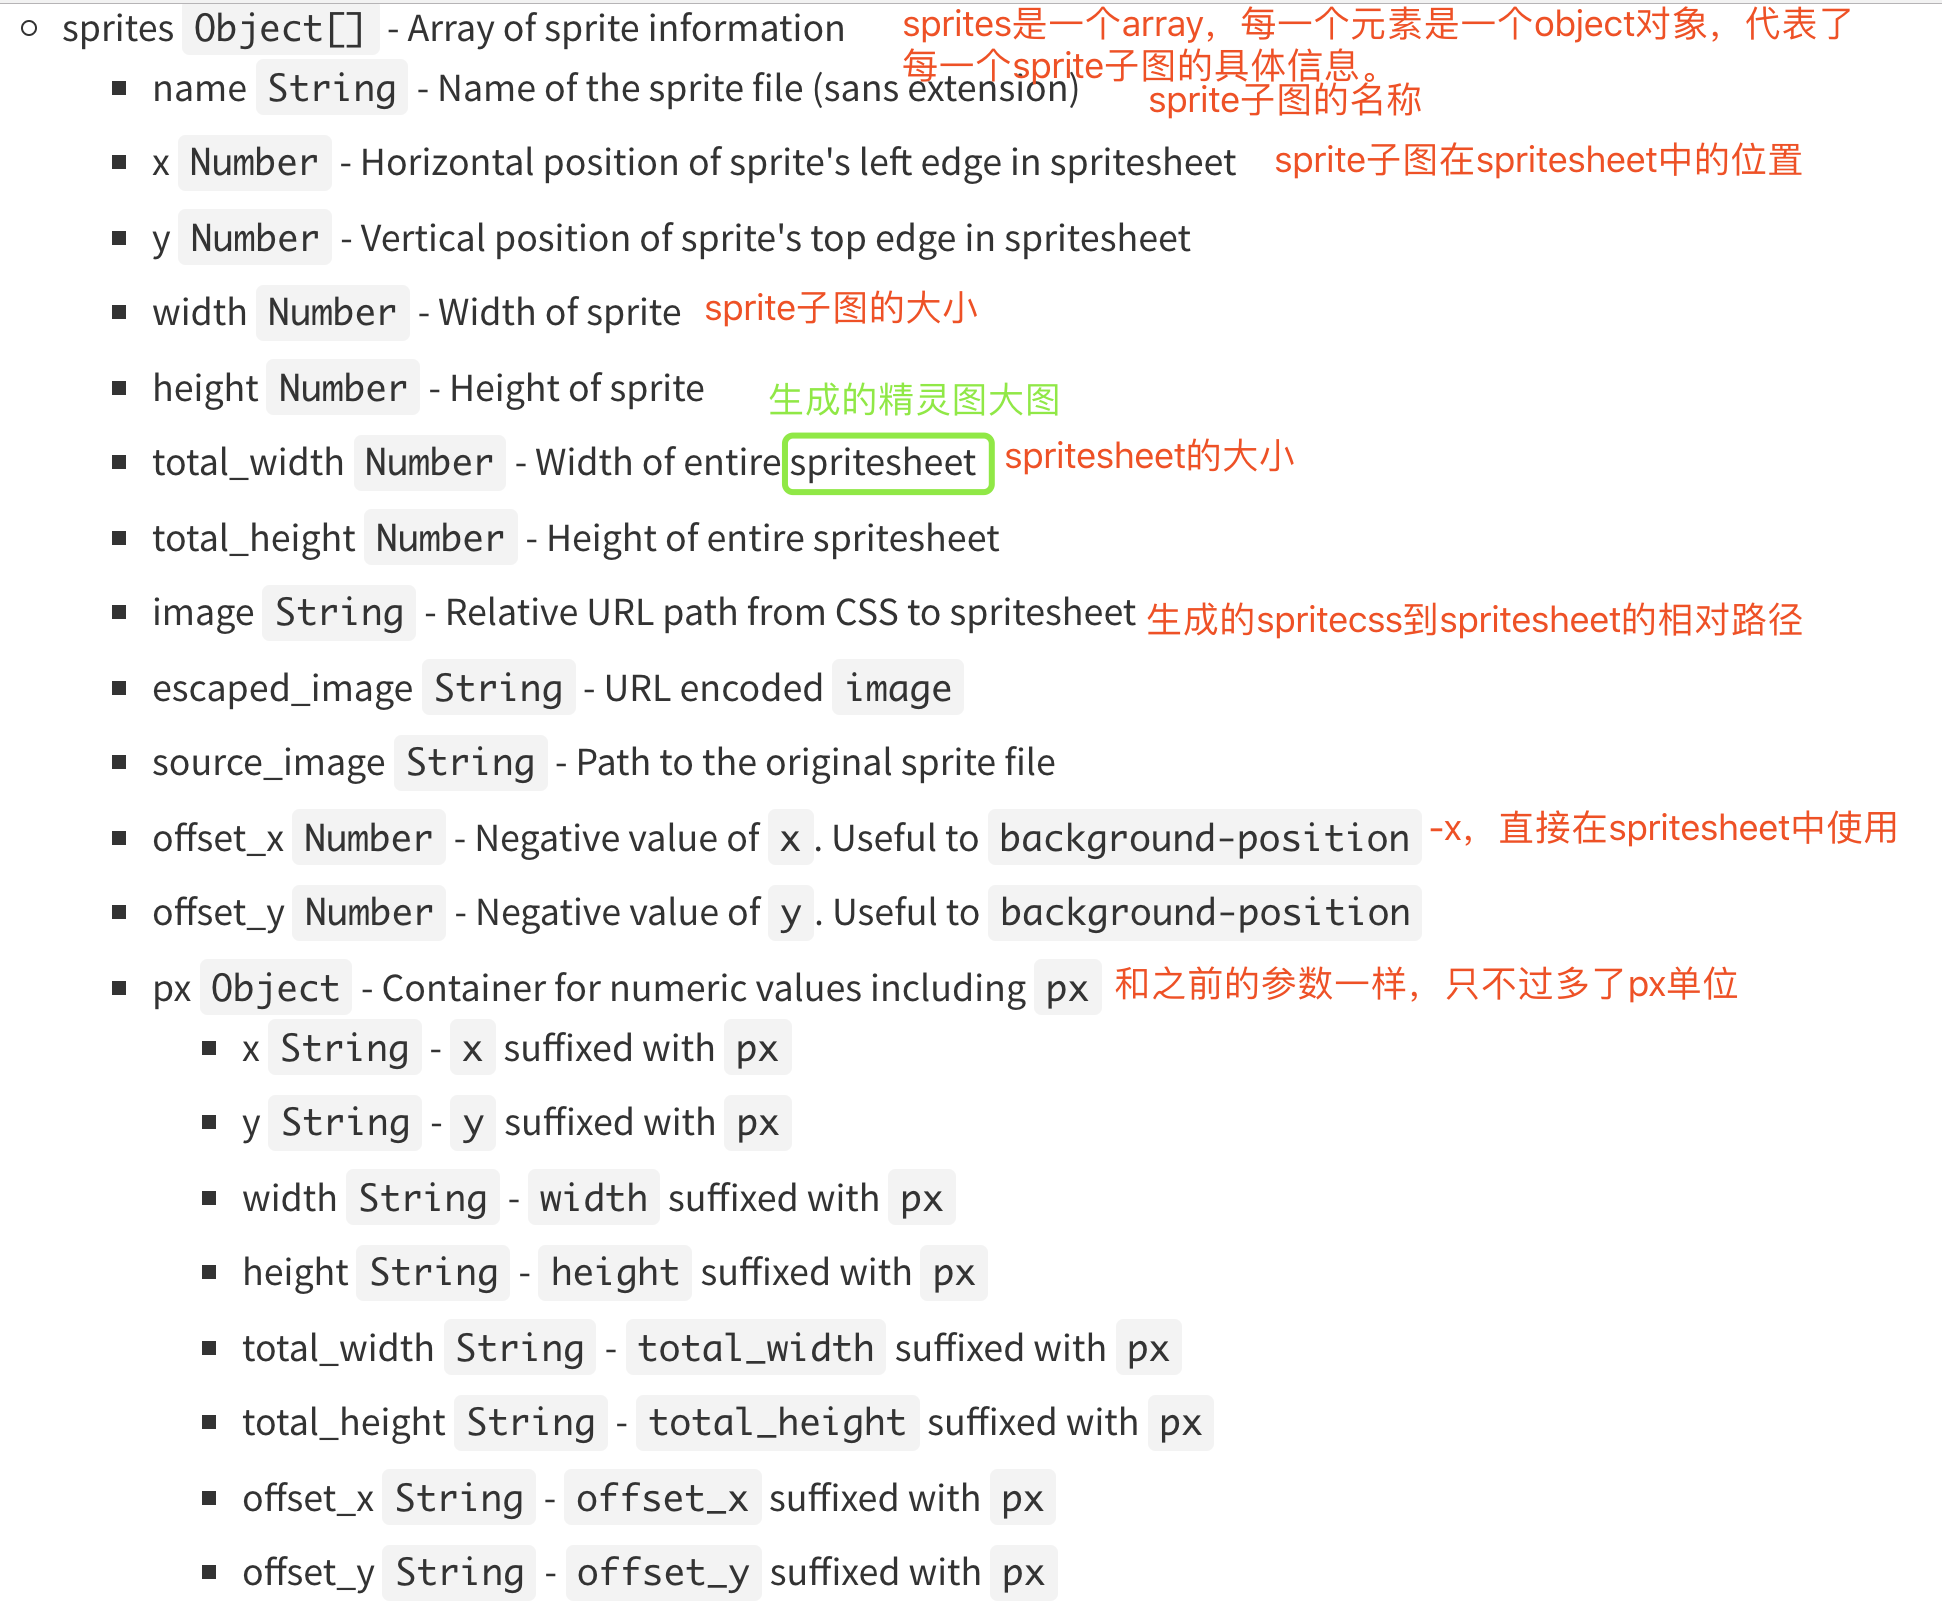 sprites Object[] - Array of sprite information
sprites是一个array，每一个元素是一个object对象，代表了
每一个sprite子图的具体信息。
name String - Name of the sprite file (sans extension)
sprite子图的名称
x Number - Horizontal position of sprite's left edge in spritesheet
sprite子图在spritesheet中的位置
y Number - Vertical position of sprite's top edge in spritesheet
width Number - Width of sprite
sprite子图的大小
height Number - Height of sprite
生成的精灵图大图
total_width Number - Width of entire spritesheet
spritesheet的大小
total_height Number - Height of entire spritesheet
image String - Relative URL path from CSS to spritesheet
生成的spritecss到spritesheet的相对路径
escaped_image String - URL encoded image
source_image String - Path to the original sprite file
offset_x Number - Negative value of x. Useful to background-position
-x，直接在spritesheet中使用
offset_y Number - Negative value of y. Useful to background-position
px Object - Container for numeric values including px
和之前的参数一样，只不过多了px单位
x String - x suffixed with px
y String - y suffixed with px
width String - width suffixed with px
height String - height suffixed with px
total_width String - total_width suffixed with px
total_height String - total_height suffixed with px
offset_x String - offset_x suffixed with px
offset_y String - offset_y suffixed with px